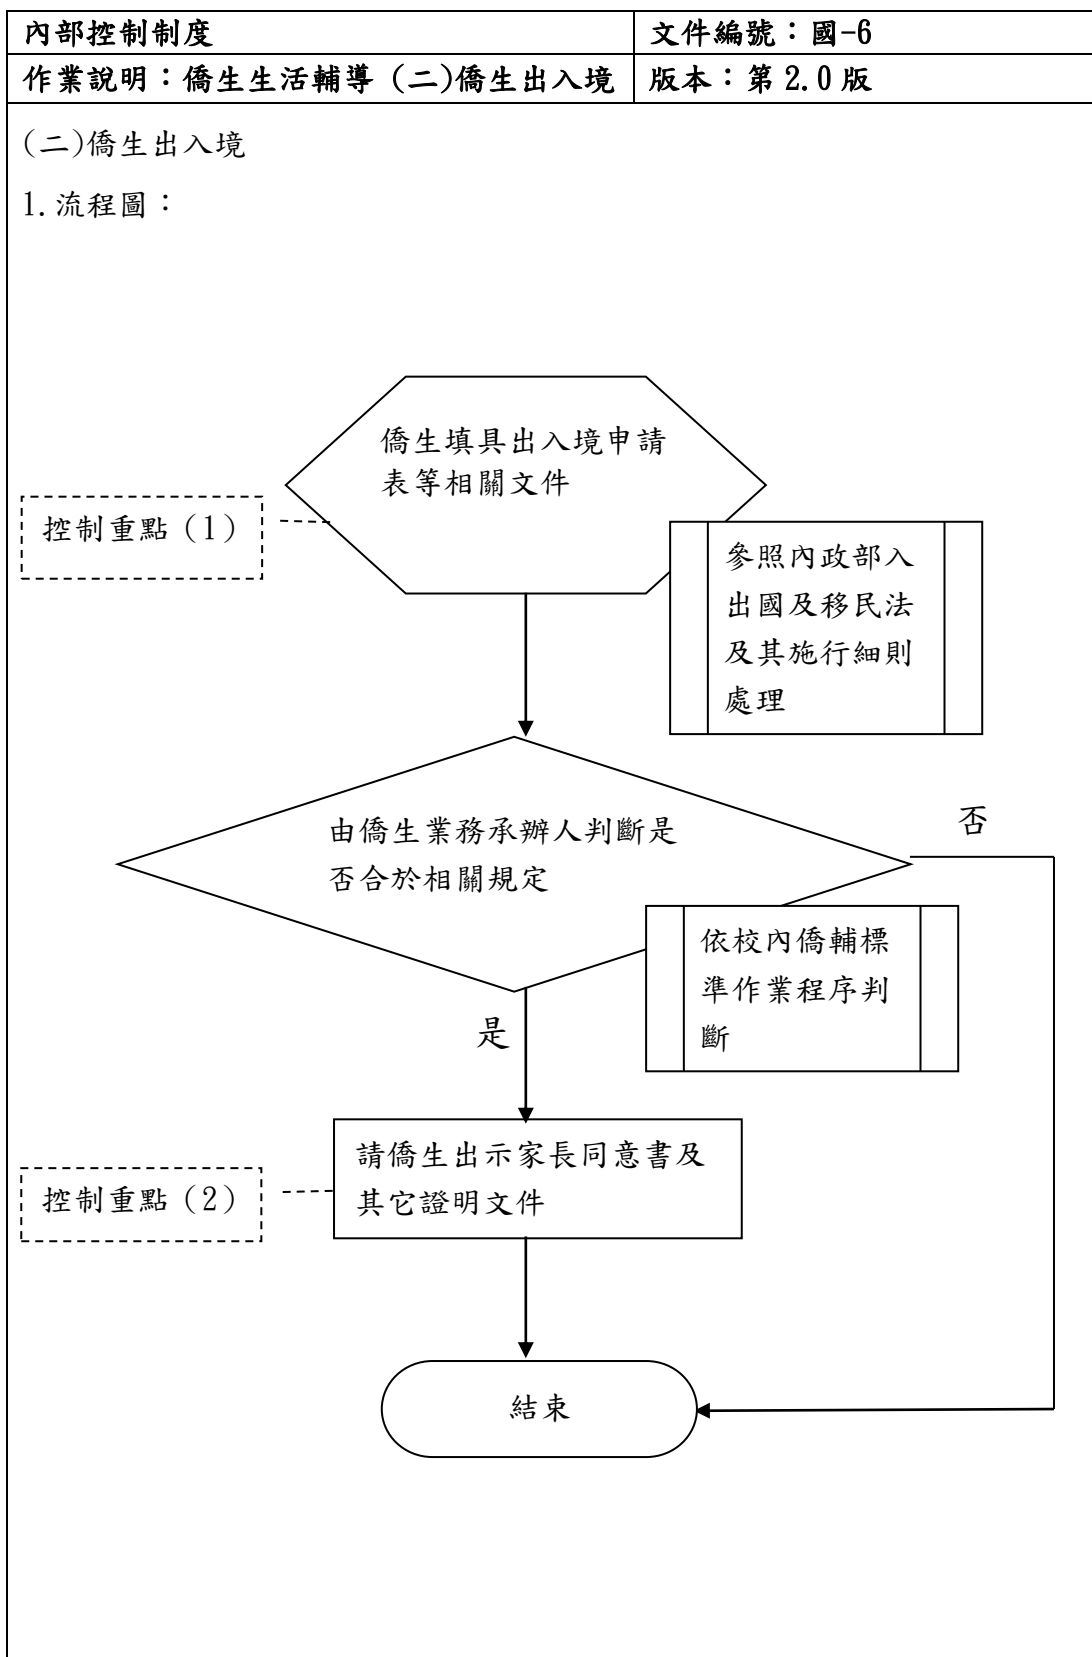 內部控制制度
文件編號：國-6
作業說明：僑生生活輔導 (二)僑生出入境
版本：第 2.0 版
(二)僑生出入境
1.流程圖：
僑生填具出入境申請
表等相關文件
控制重點（1）
參照內政部入
出國及移民法
及其施行細則
處理
由僑生業務承辦人判斷是
否合於相關規定
否
依校內僑輔標
準作業程序判
斷
是
請僑生出示家長同意書及
其它證明文件
控制重點（2）
結束